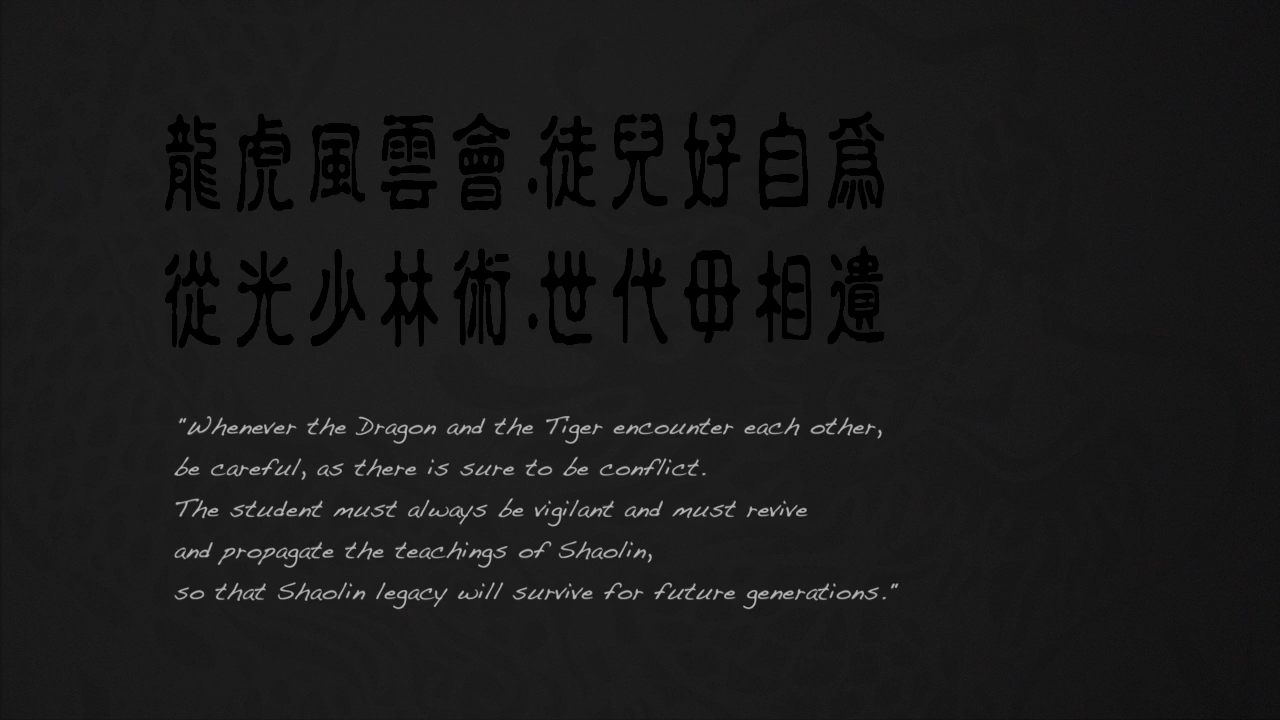 龍虎風雲會.徒兒好自爲
從光少林術.世代毌相遺
"Whenever the Dragon and the Tiger encounter each other,
be careful, as there is sure to be conflict.
The student must always be vigilant and must revive
and propagate the teachings of Shaolin,
so that Shaolin legacy will survive for future generations."